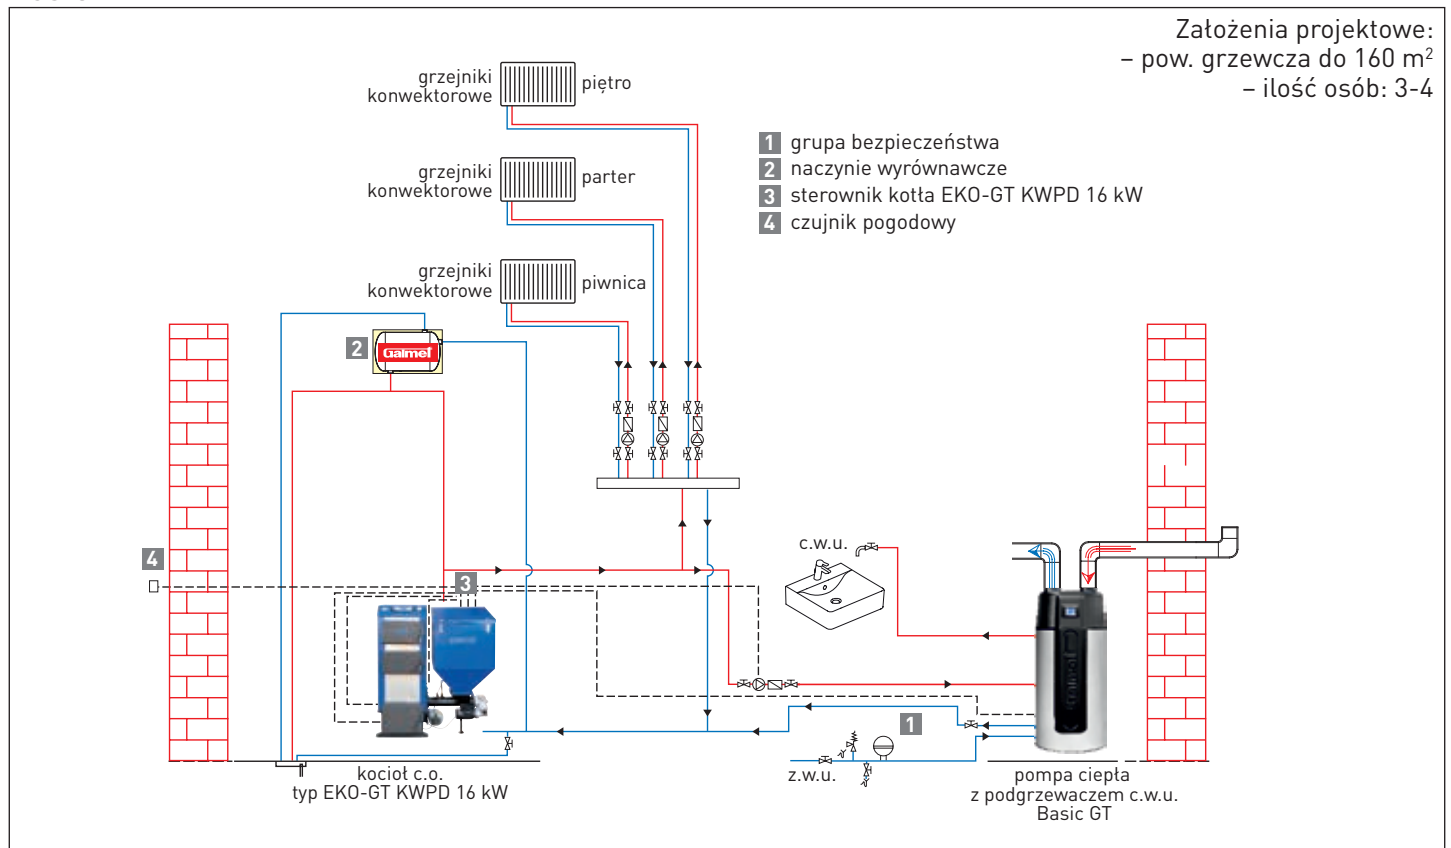 Założenia projektowe:
– pow. grzewcza do 160 m²
– ilość osób: 3-4
grzejniki
konwektorowe
piętro
1 grupa bezpieczeństwa
2 naczynie wyrównawcze
3 sterownik kotła EKO-GT KWPD 16 kW
4 czujnik pogodowy
grzejniki
konwektorowe
parter
grzejniki
konwektorowe
piwnica
2
Galmet
4
3
c.w.u.
1
z.w.u.
kocioł c.o.
typ EKO-GT KWPD 16 kW
pompa ciepła
z podgrzewaczem c.w.u.
Basic GT
Galmet